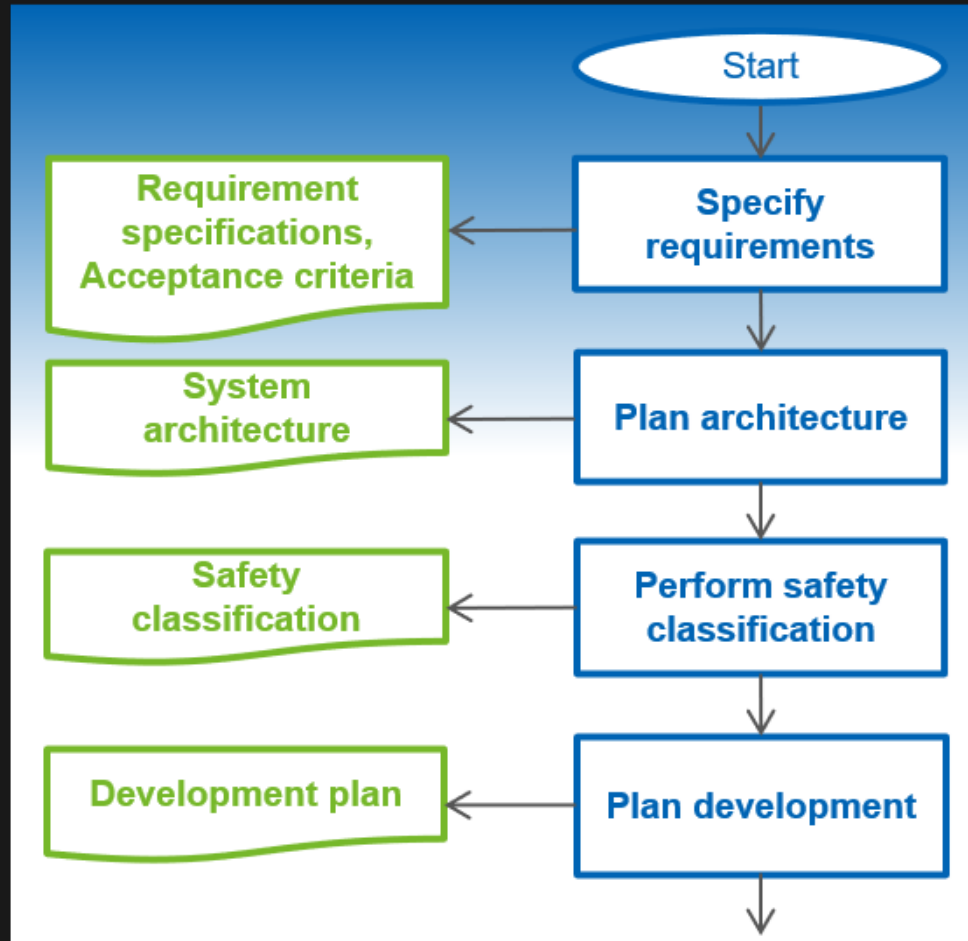 Start
Requirement
specifications,
Acceptance criteria
Specify
requirements
System
architecture
Plan architecture
Safety
classification
Perform safety
classification
Development plan
Plan development